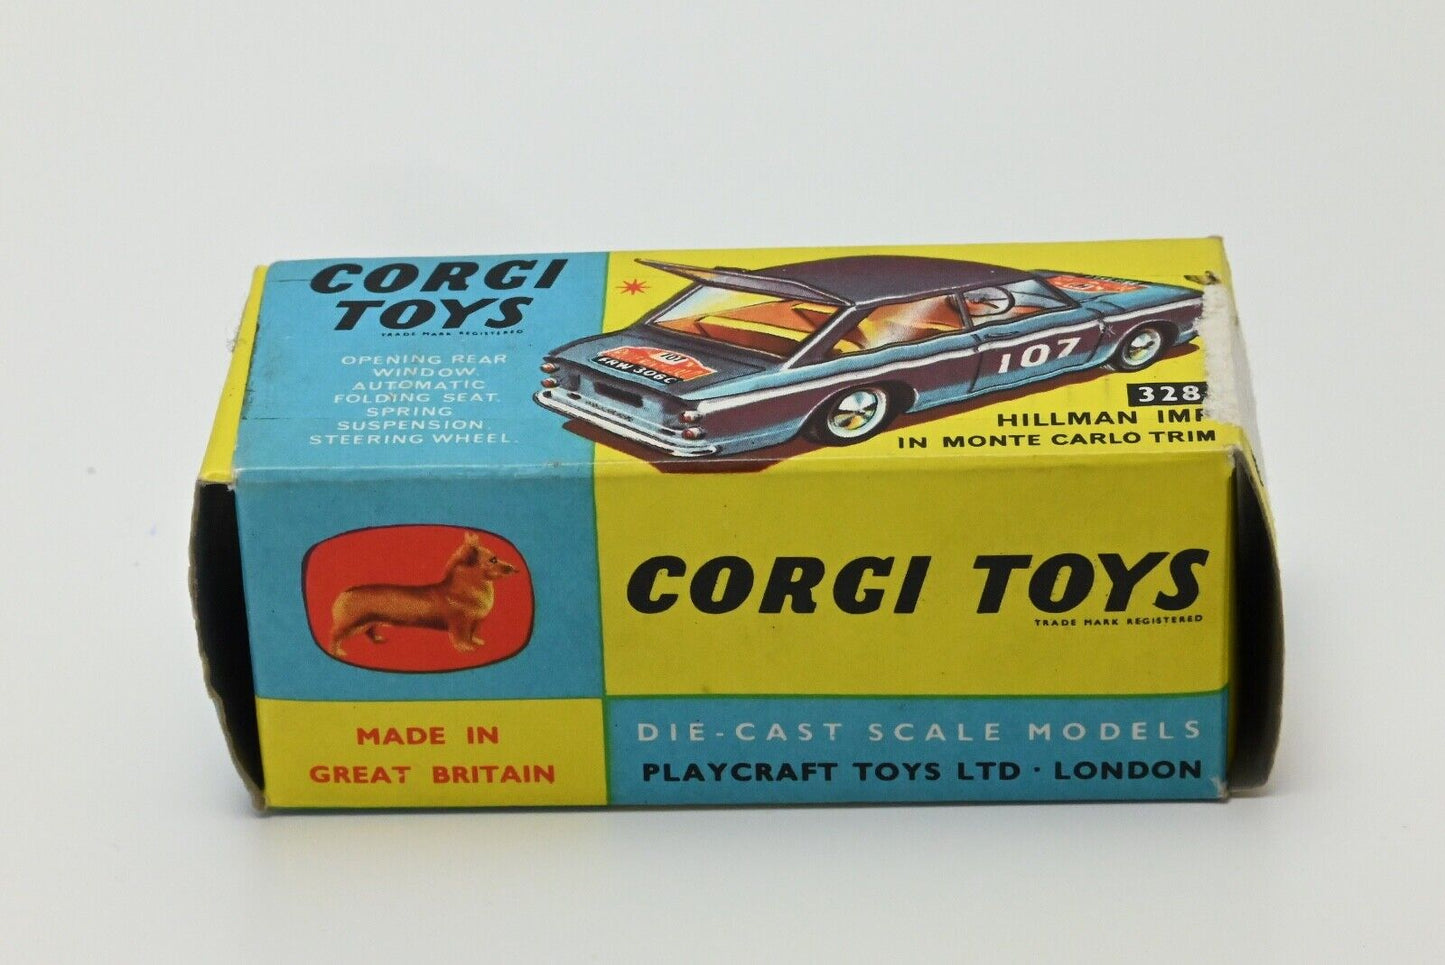 CORGI
TOYS
TRADE MARK REGISTERED
OPENING REAR
WINDOW.
AUTOMATIC
FOLDING SEAT.
SPRING
SUSPENSION.
STEERING WHEEL.
107
107
328
HILLMAN IMP
IN MONTE CARLO TRIM
CORGI TOYS
TRADE MARK REGISTERED
MADE IN
GREAT BRITAIN
DIE-CAST SCALE MODELS
PLAYCRAFT TOYS LTD · LONDON